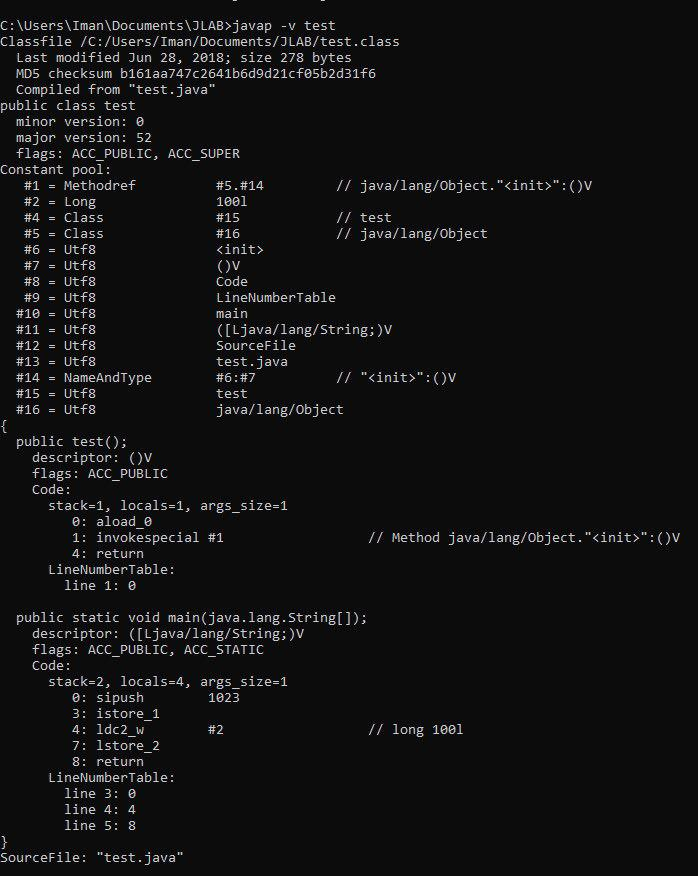 C:\Users\Iman\Documents\JLAB>javap -v test
Classfile /C:/Users/Iman/Documents/JLAB/test.class
  Last modified Jun 28, 2018; size 278 bytes
  MD5 checksum b161aa747c2641b6d9d21cf05b2d31f6
  Compiled from "test.java"
public class test
  minor version: 0
  major version: 52
  flags: ACC_PUBLIC, ACC_SUPER
Constant pool:
   #1 = Methodref          #5.#14         // java/lang/Object."<init>":()V
   #2 = Long               100l
   #4 = Class              #15            // test
   #5 = Class              #16            // java/lang/Object
   #6 = Utf8               <init>
   #7 = Utf8               ()V
   #8 = Utf8               Code
   #9 = Utf8               LineNumberTable
  #10 = Utf8               main
  #11 = Utf8               ([Ljava/lang/String;)V
  #12 = Utf8               SourceFile
  #13 = Utf8               test.java
  #14 = NameAndType        #6:#7          // "<init>":()V
  #15 = Utf8               test
  #16 = Utf8               java/lang/Object
{
  public test();
    descriptor: ()V
    flags: ACC_PUBLIC
    Code:
      stack=1, locals=1, args_size=1
         0: aload_0
         1: invokespecial #1                  // Method java/lang/Object."<init>":()V
         4: return
      LineNumberTable:
        line 1: 0

  public static void main(java.lang.String[]);
    descriptor: ([Ljava/lang/String;)V
    flags: ACC_PUBLIC, ACC_STATIC
    Code:
      stack=2, locals=4, args_size=1
         0: sipush        1023
         3: istore_1
         4: ldc2_w        #2                  // long 100l
         7: lstore_2
         8: return
      LineNumberTable:
        line 3: 0
        line 4: 4
        line 5: 8
}
SourceFile: "test.java"